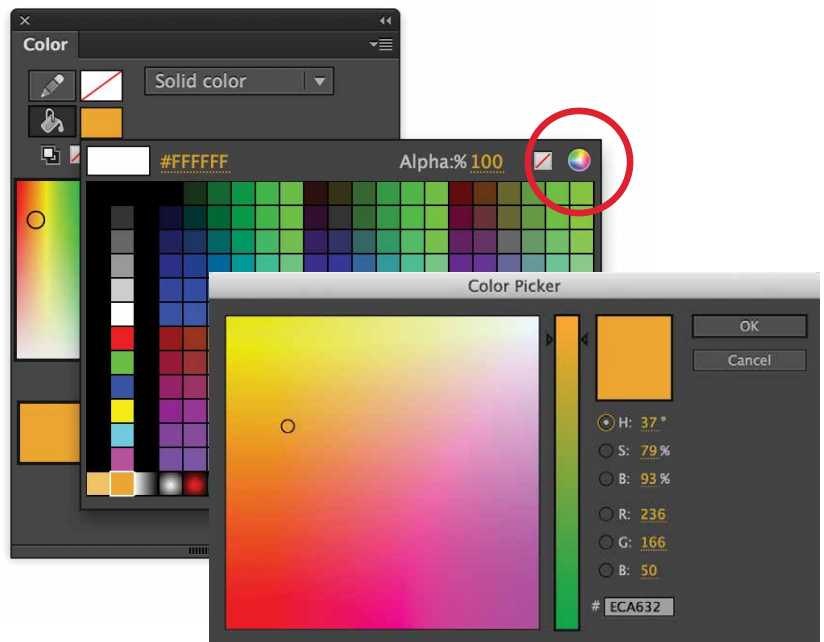 Color
Solid color
#FFFFFF Alpha:% 100
Color Picker
OK
Cancel
H: 37 °
S: 79 %
B: 93 %
R: 236
G: 166
B: 50
# ECA632